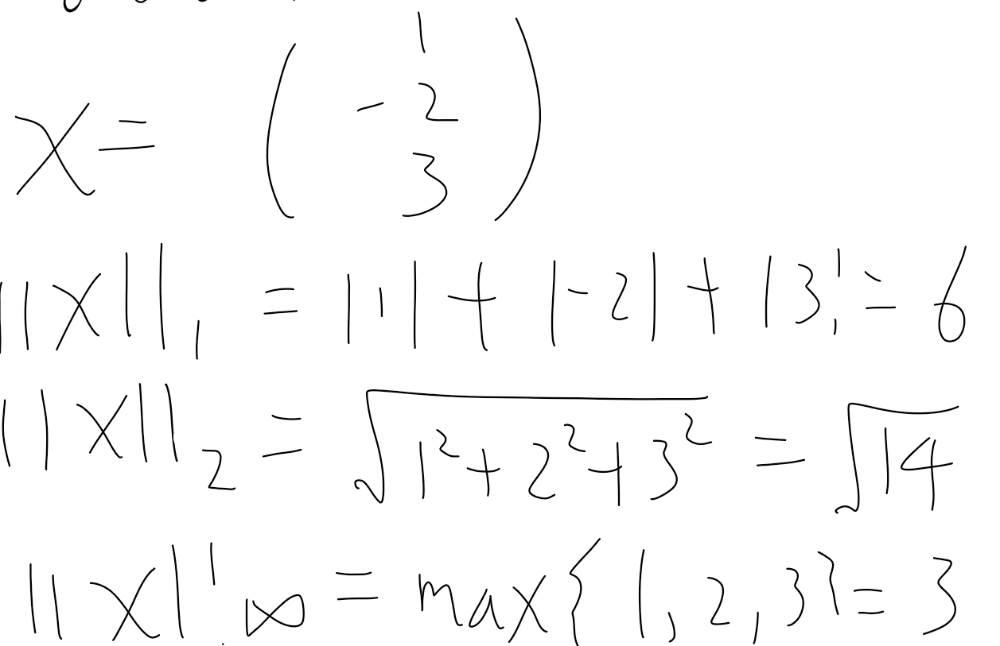 x = ( 1
- 2
3 )
||x||₁ = |1| + |-2| + |3| = 6
||x||₂ = √(1² + 2² + 3²) = √14
||x||∞ = max{ 1, 2, 3 } = 3